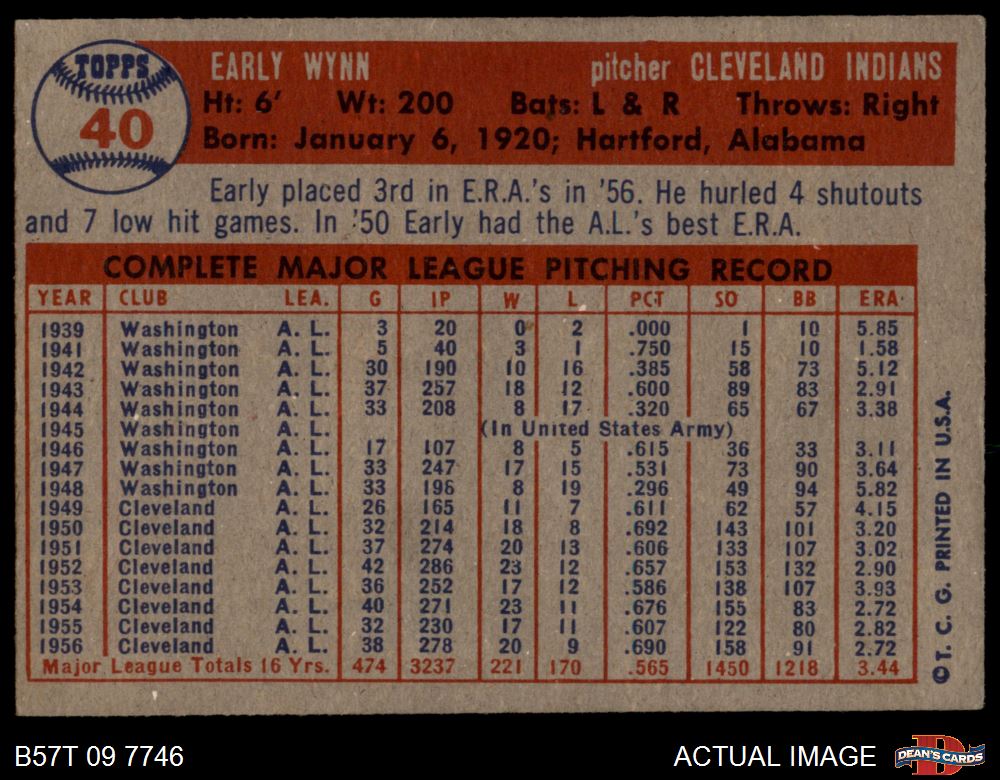 TOPPS
40
EARLY WYNN pitcher CLEVELAND INDIANS
Ht: 6' Wt: 200 Bats: L & R Throws: Right
Born: January 6, 1920; Hartford, Alabama
Early placed 3rd in E.R.A.'s in '56. He hurled 4 shutouts
and 7 low hit games. In '50 Early had the A.L.'s best E.R.A.
COMPLETE MAJOR LEAGUE PITCHING RECORD
YEAR CLUB LEA. G IP W L PCT SO BB ERA
1939 Washington A. L. 3 20 0 2 .000 1 10 5.85
1941 Washington A. L. 5 40 3 1 .750 15 10 1.58
1942 Washington A. L. 30 190 10 16 .385 58 73 5.12
1943 Washington A. L. 37 257 18 12 .600 89 83 2.91
1944 Washington A. L. 33 208 8 17 .320 65 67 3.38
1945 Washington A. L. (In United States Army)
1946 Washington A. L. 17 107 8 5 .615 36 33 3.11
1947 Washington A. L. 33 247 17 15 .531 73 90 3.64
1948 Washington A. L. 33 198 8 19 .296 49 94 5.82
1949 Cleveland A. L. 26 165 11 7 .611 62 57 4.15
1950 Cleveland A. L. 32 214 18 8 .692 143 101 3.20
1951 Cleveland A. L. 37 274 20 13 .606 133 107 3.02
1952 Cleveland A. L. 42 286 23 12 .657 153 132 2.90
1953 Cleveland A. L. 36 252 17 12 .586 138 107 3.93
1954 Cleveland A. L. 40 271 23 11 .676 155 83 2.72
1955 Cleveland A. L. 32 230 17 11 .607 122 80 2.82
1956 Cleveland A. L. 38 278 20 9 .690 158 91 2.72
Major League Totals 16 Yrs. 474 3237 221 170 .565 1450 1218 3.44
© T. C. G. PRINTED IN U.S.A.
B57T 09 7746
ACTUAL IMAGE
DEAN'S CARDS